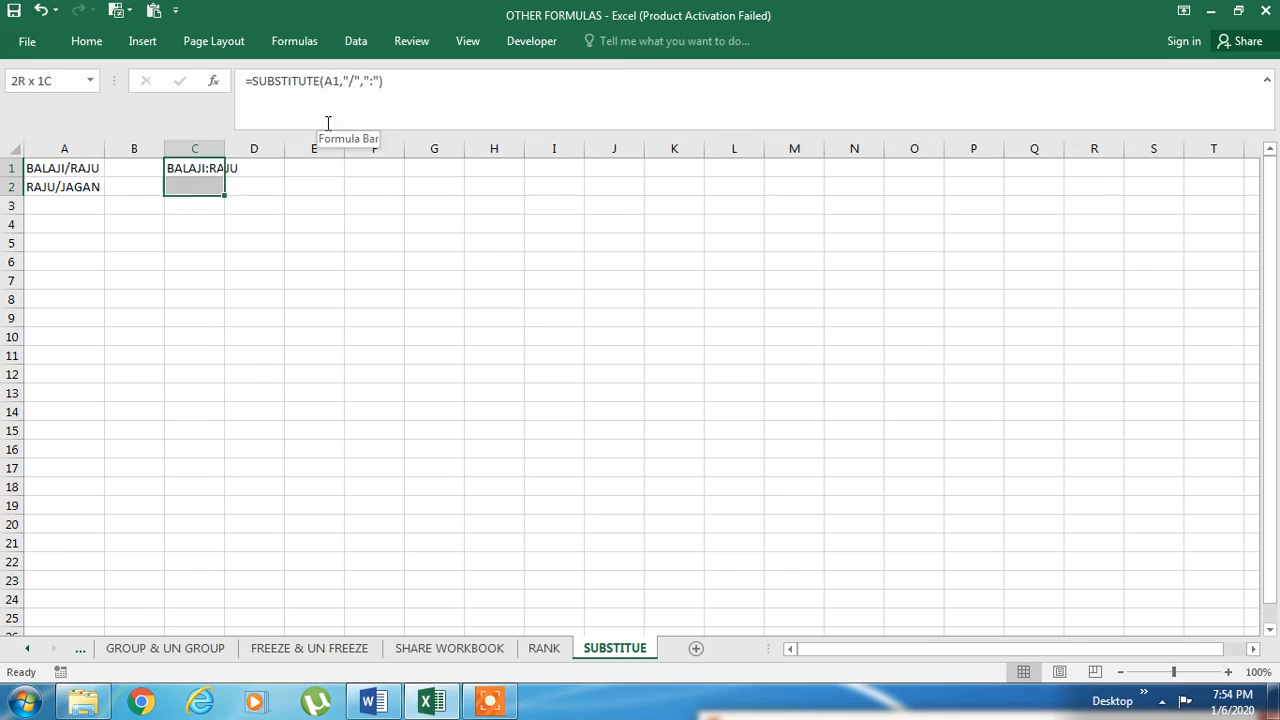 OTHER FORMULAS - Excel (Product Activation Failed)
File Home Insert Page Layout Formulas Data Review View Developer Tell me what you want to do... Sign in Share
2R x 1C fx =SUBSTITUTE(A1,"/",":")
Formula Bar
A B C D E F G H I J K L M N O P Q R S T
1 BALAJI/RAJU BALAJI:RAJU
2 RAJU/JAGAN
3
4
5
6
7
8
9
10
11
12
13
14
15
16
17
18
19
20
21
22
23
24
25
... GROUP & UN GROUP FREEZE & UN FREEZE SHARE WORKBOOK RANK SUBSTITUE
Ready 100%
Desktop 7:54 PM
1/6/2020